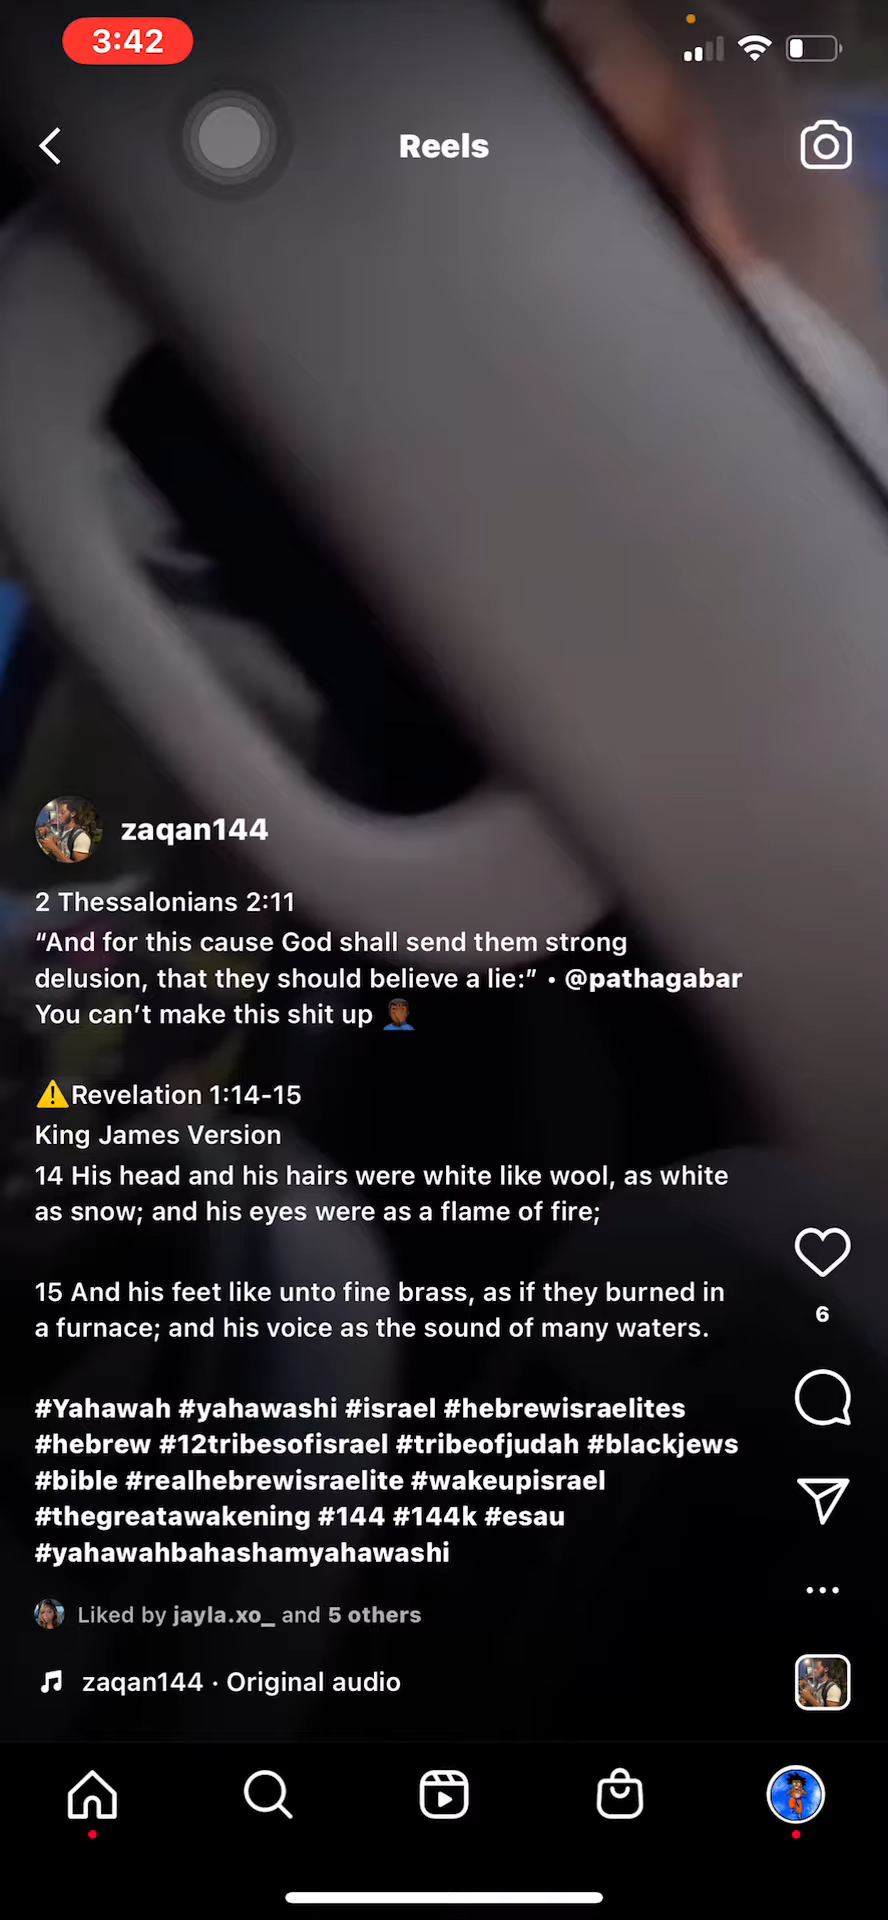 3:42
Reels
zaqan144
2 Thessalonians 2:11
“And for this cause God shall send them strong
delusion, that they should believe a lie:” • @pathagabar
You can’t make this shit up 🤦🏾‍♂️
⚠️Revelation 1:14-15
King James Version
14 His head and his hairs were white like wool, as white
as snow; and his eyes were as a flame of fire;
15 And his feet like unto fine brass, as if they burned in
a furnace; and his voice as the sound of many waters.
6
#Yahawah #yahawashi #israel #hebrewisraelites
#hebrew #12tribesofisrael #tribeofjudah #blackjews
#bible #realhebrewisraelite #wakeupisrael
#thegreatawakening #144 #144k #esau
#yahawahbahashamyahawashi
Liked by jayla.xo_ and 5 others
zaqan144 · Original audio